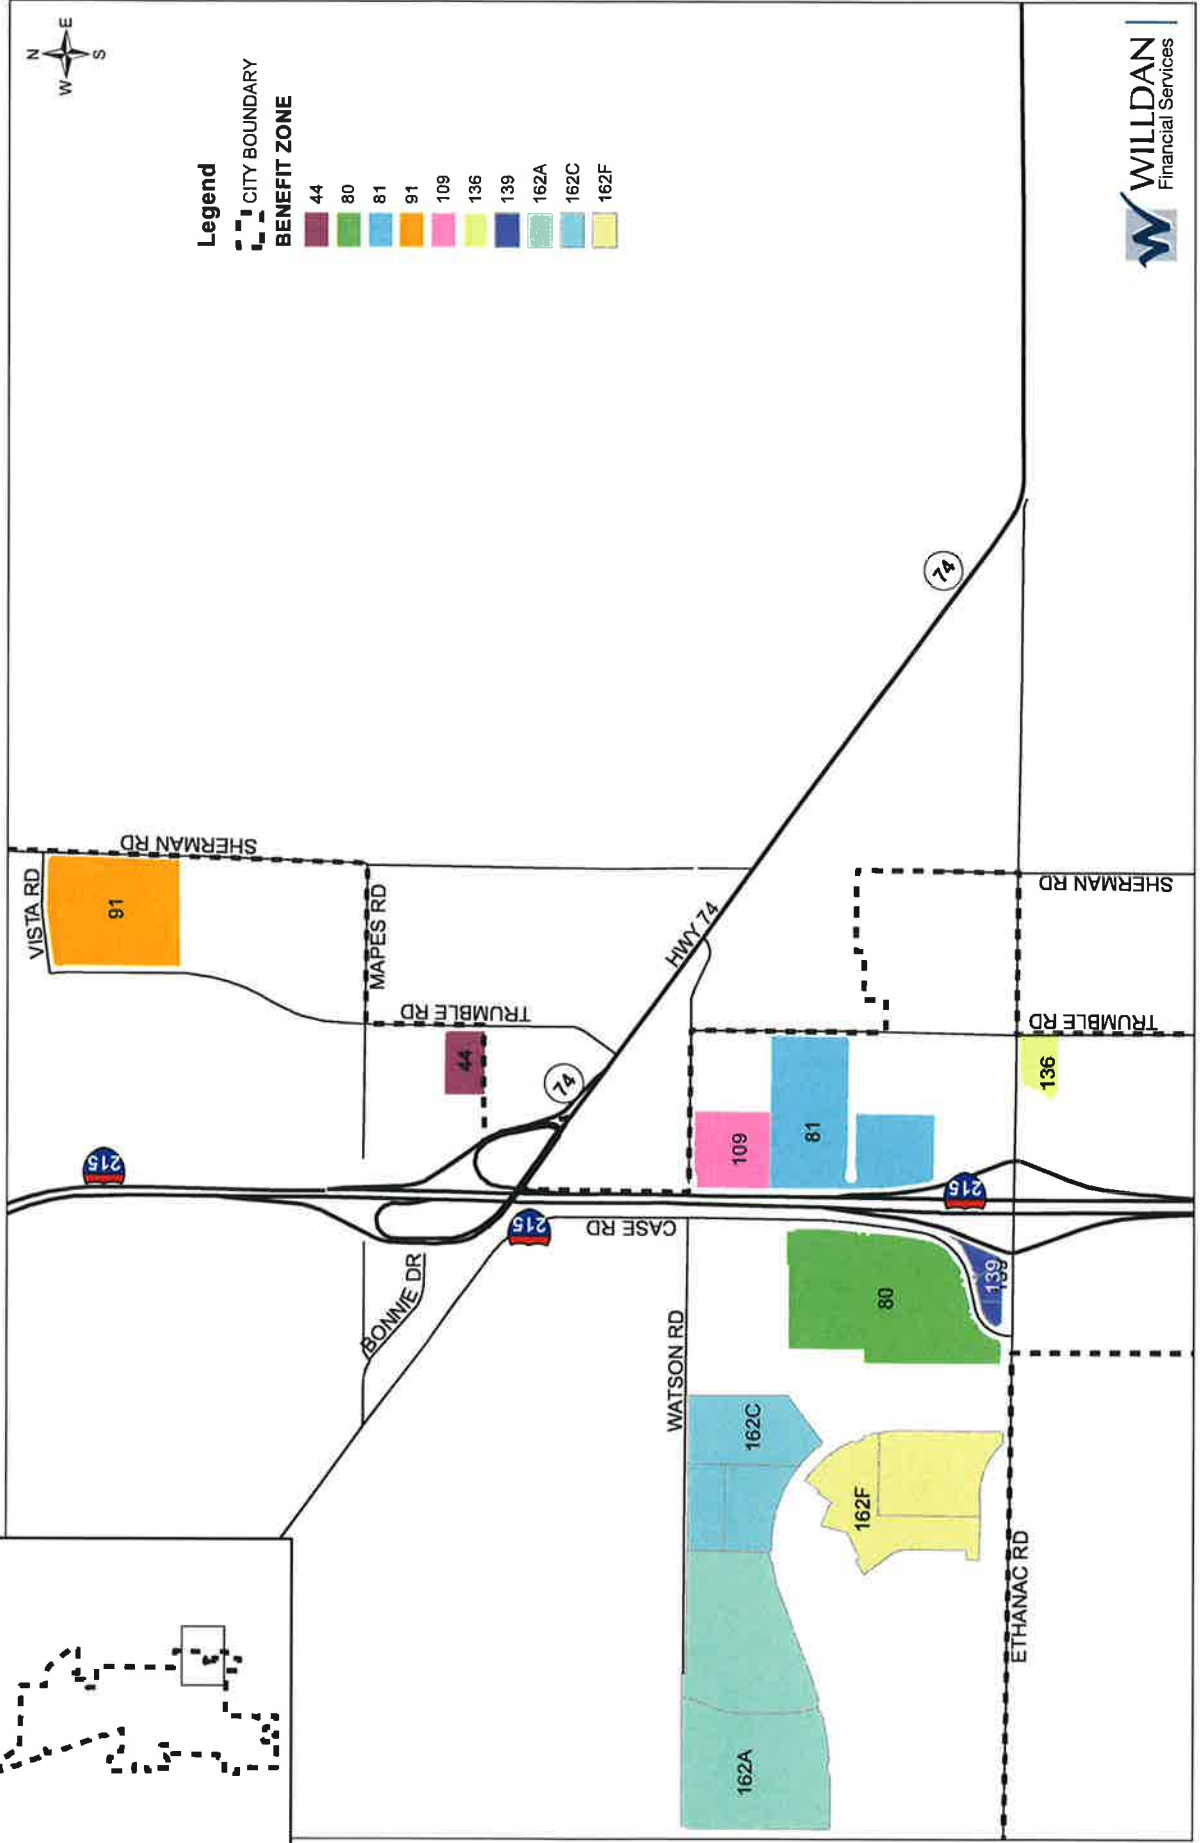 N
W E
S
Legend
CITY BOUNDARY
BENEFIT ZONE
44
80
81
91
109
136
139
162A
162C
162F
VISTA RD
SHERMAN RD
91
MAPES RD
TRUMBLE RD
44
215
74
BONNIE DR
215
HWY 74
CASE RD
WATSON RD
74
109
81
162C
162A
80
162F
215
139
139
136
SHERMAN RD
TRUMBLE RD
ETHANAC RD
W WILLDAN
Financial Services